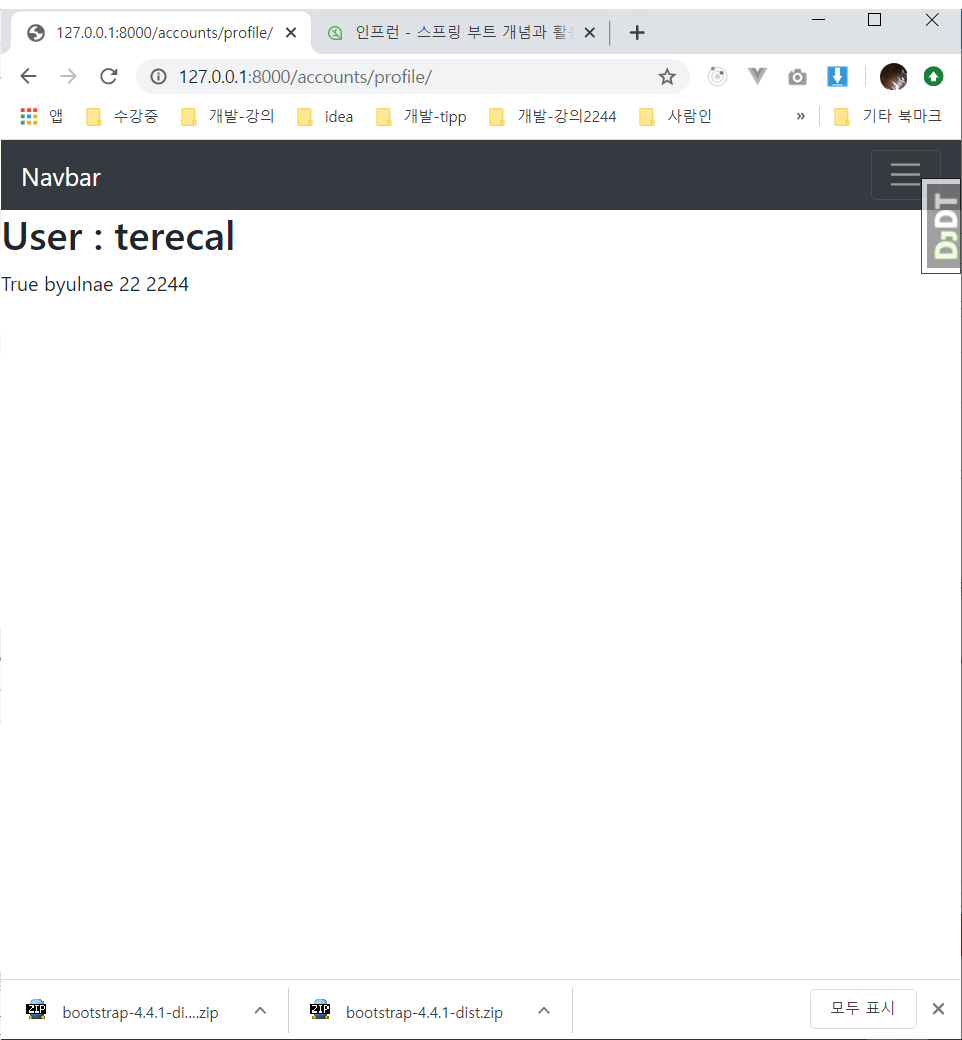 127.0.0.1:8000/accounts/profile/ 인프런 - 스프링 부트 개념과 활
127.0.0.1:8000/accounts/profile/
앱 수강중 개발-강의 idea 개발-tipp 개발-강의2244 사람인 » 기타 북마크
Navbar
DJDT
User : terecal
True byulnae 22 2244
ZIP bootstrap-4.4.1-di....zip ZIP bootstrap-4.4.1-dist.zip 모두 표시